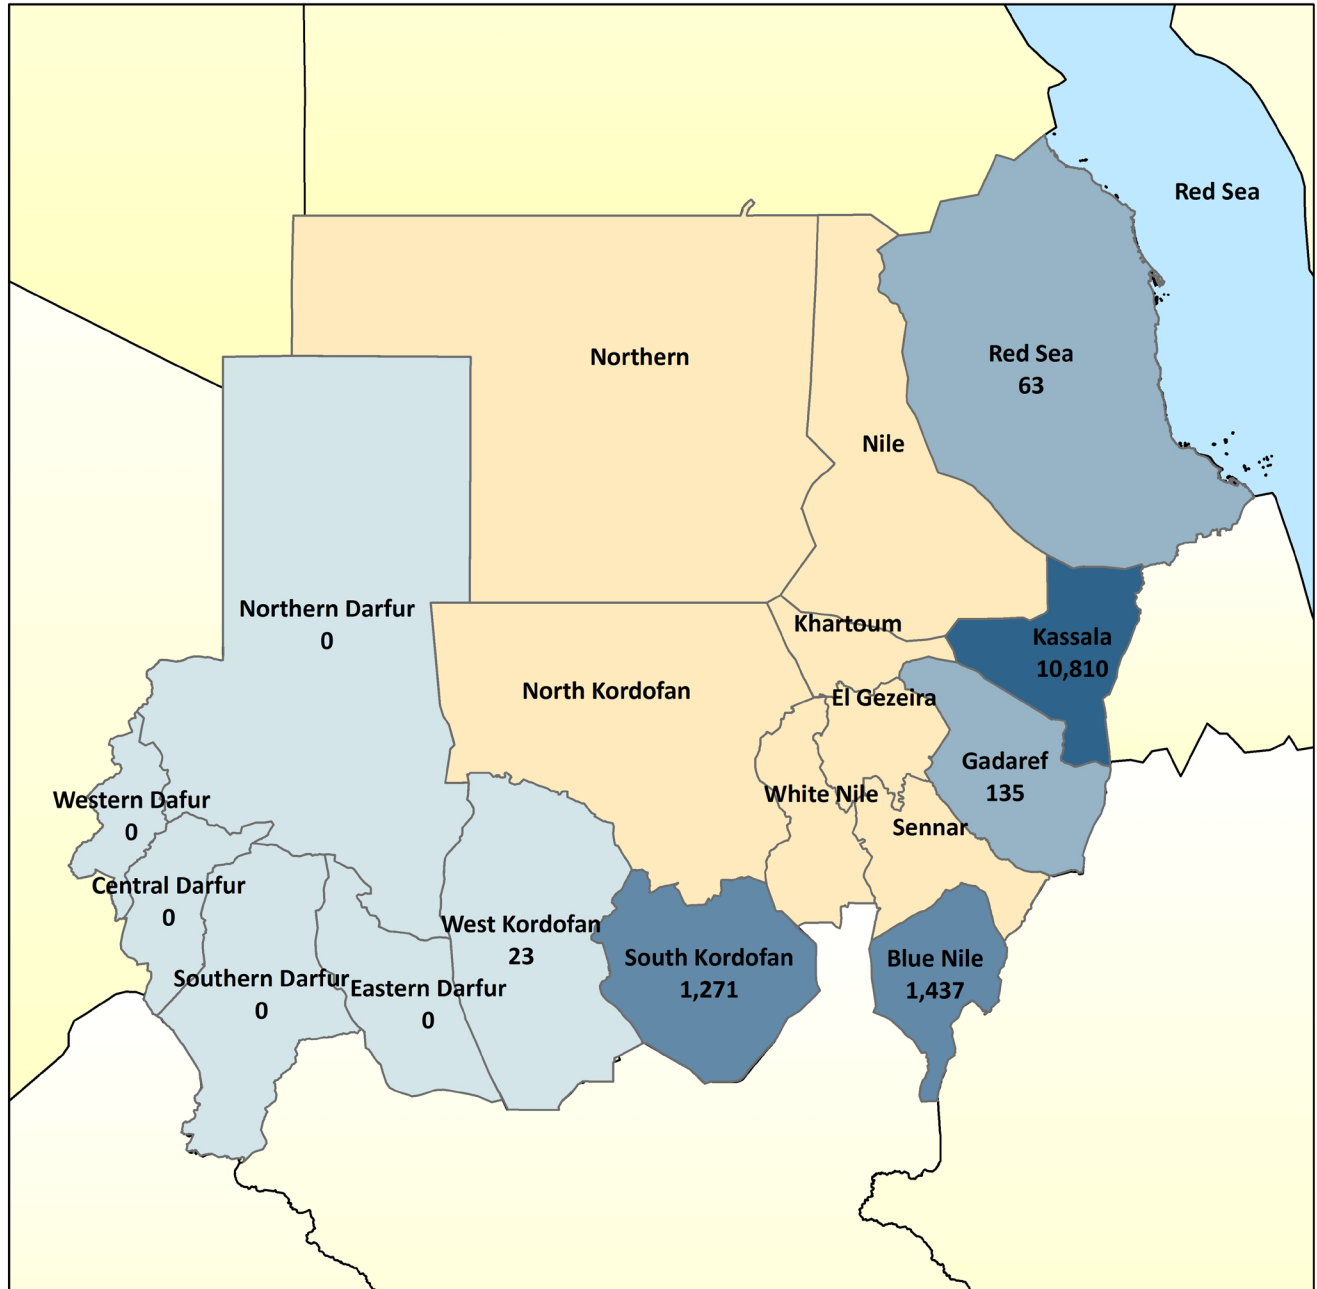 Red Sea
Northern
Red Sea
63
Nile
Northern Darfur
0
Khartoum
Kassala
10,810
North Kordofan
El Gezeira
Gadaref
135
Western Dafur
0
White Nile
Sennar
Central Darfur
0
West Kordofan
23
South Kordofan
1,271
Blue Nile
1,437
Southern Darfur
0
Eastern Darfur
0